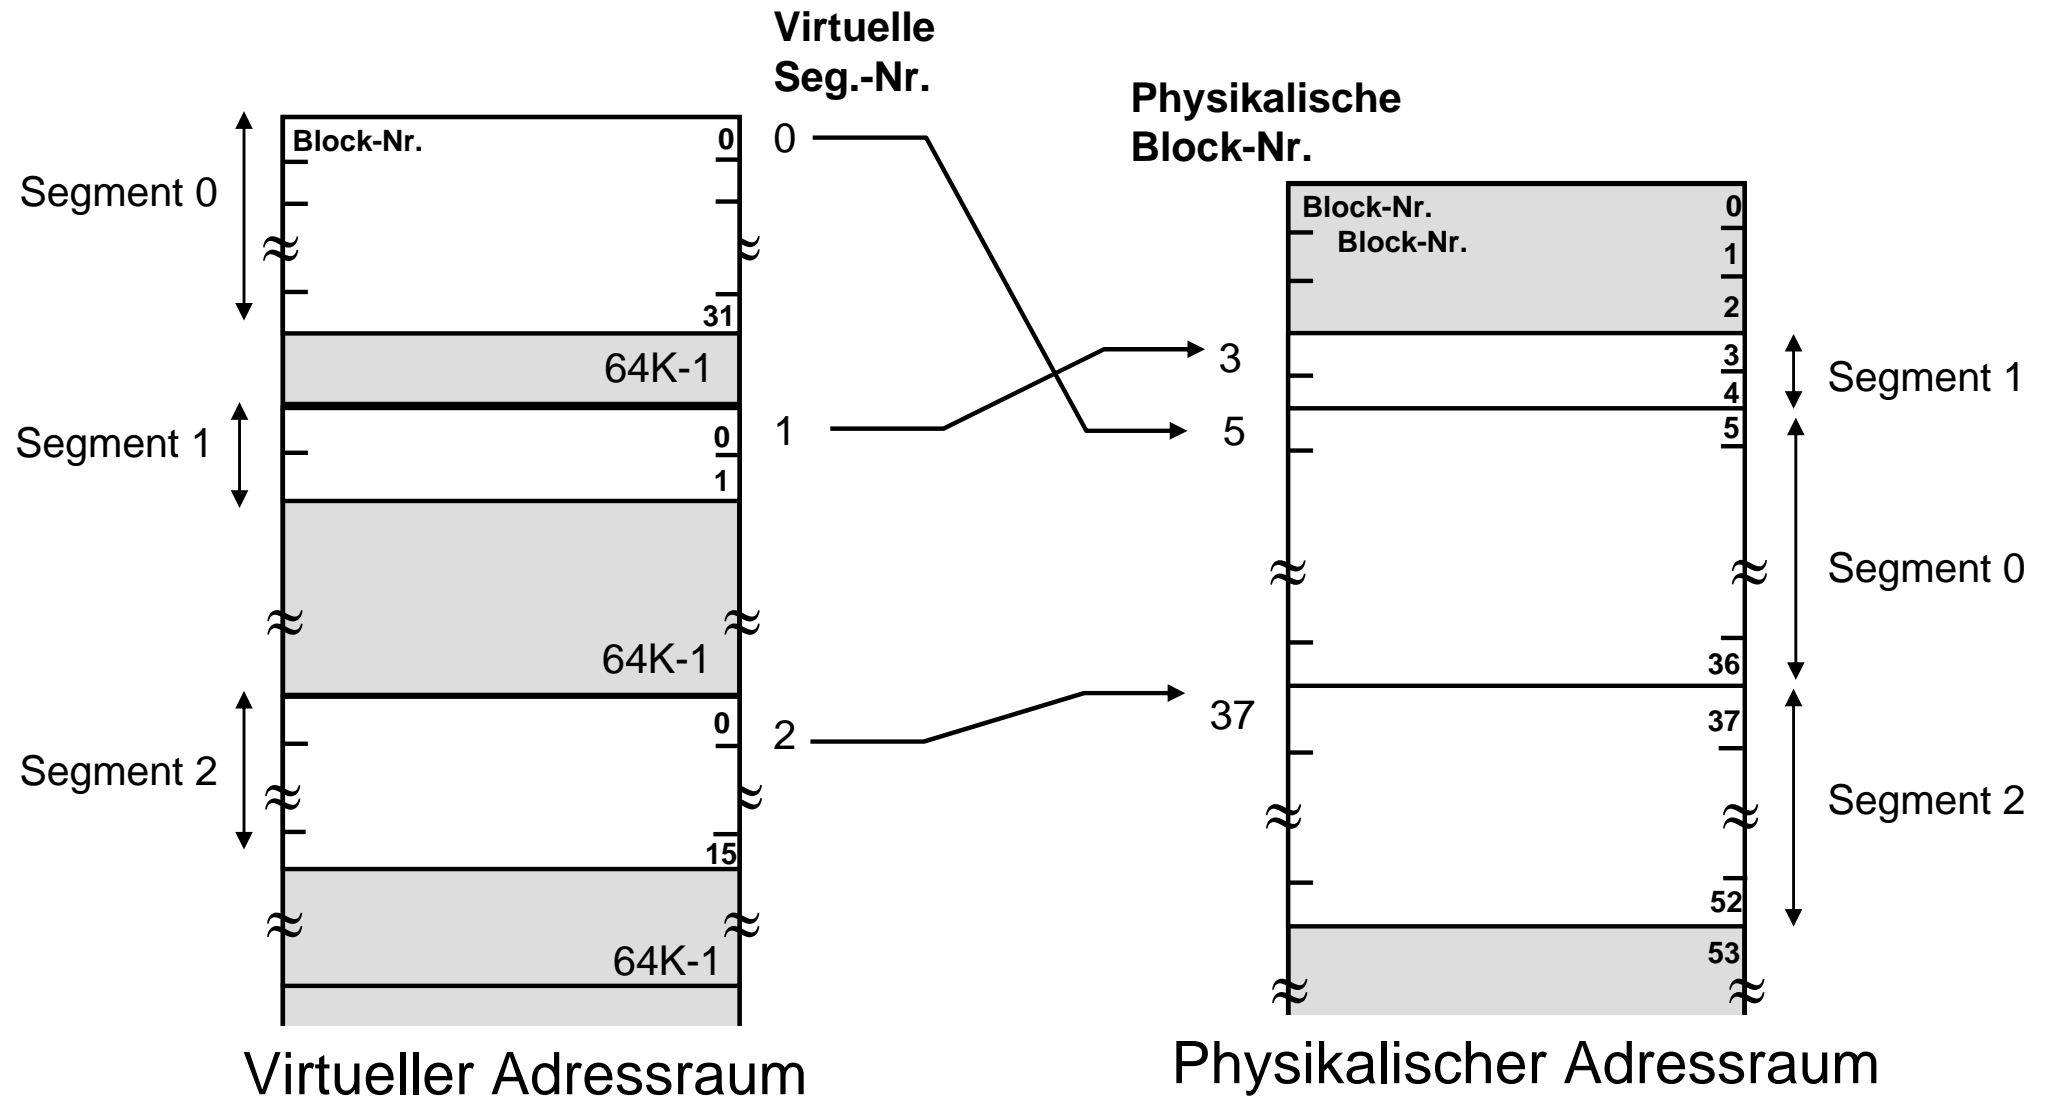 Virtuelle
Seg.-Nr.
Physikalische
Block-Nr.
Segment 0
Block-Nr.
0
31
64K-1
Segment 1
0
1
64K-1
Segment 2
0
15
64K-1
0
1
2
3
5
37
Block-Nr.
0
Block-Nr.
1
2
3
4
Segment 1
5
36
Segment 0
37
52
Segment 2
53
Virtueller Adressraum
Physikalischer Adressraum